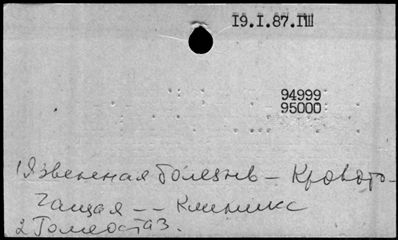 19.I.87.ПШ
94999
95000
1) Язвенная болезнь - Кровото-
чащая -- Клиника
2 Гомеостаз.